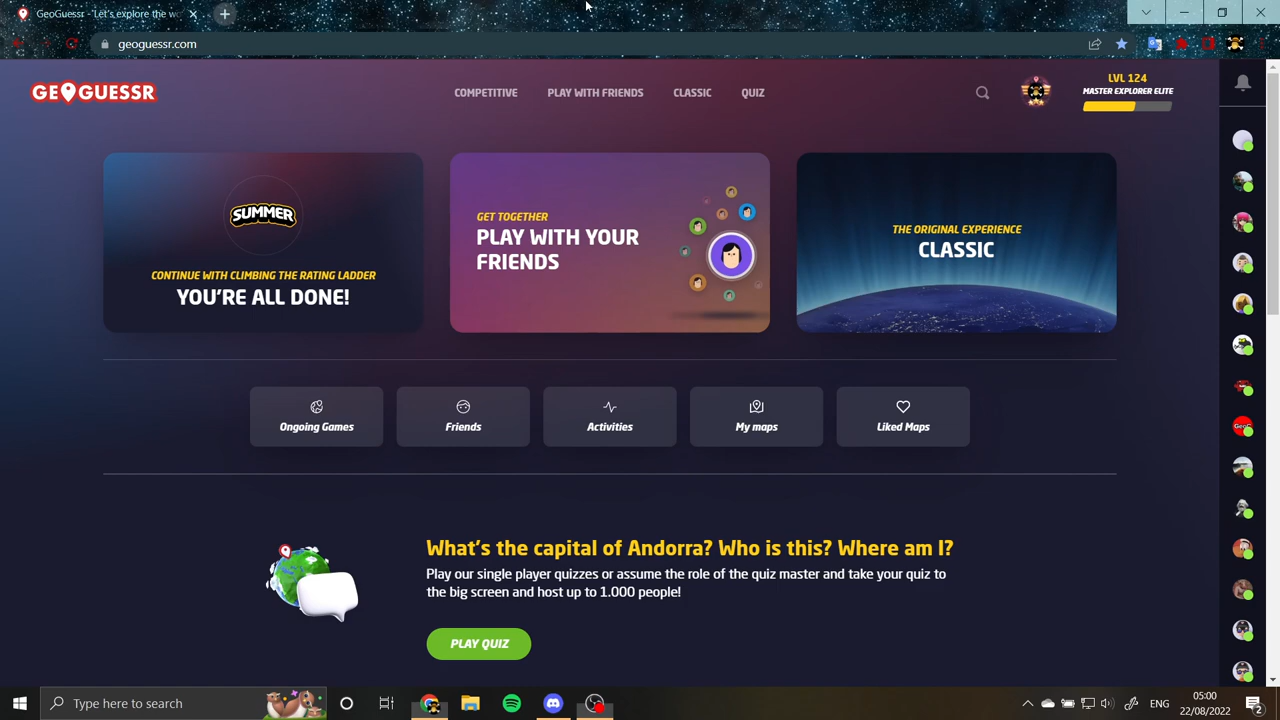 GeoGuessr - Let's explore the w
geoguessr.com
GEOGUESSR
COMPETITIVE
PLAY WITH FRIENDS
CLASSIC
QUIZ
LVL 124
MASTER EXPLORER ELITE
SUMMER
CONTINUE WITH CLIMBING THE RATING LADDER
YOU'RE ALL DONE!
GET TOGETHER
PLAY WITH YOUR
FRIENDS
THE ORIGINAL EXPERIENCE
CLASSIC
Ongoing Games
Friends
Activities
My maps
Liked Maps
What's the capital of Andorra? Who is this? Where am I?
Play our single player quizzes or assume the role of the quiz master and take your quiz to
the big screen and host up to 1.000 people!
PLAY QUIZ
Type here to search
ENG
05:00
22/08/2022
2